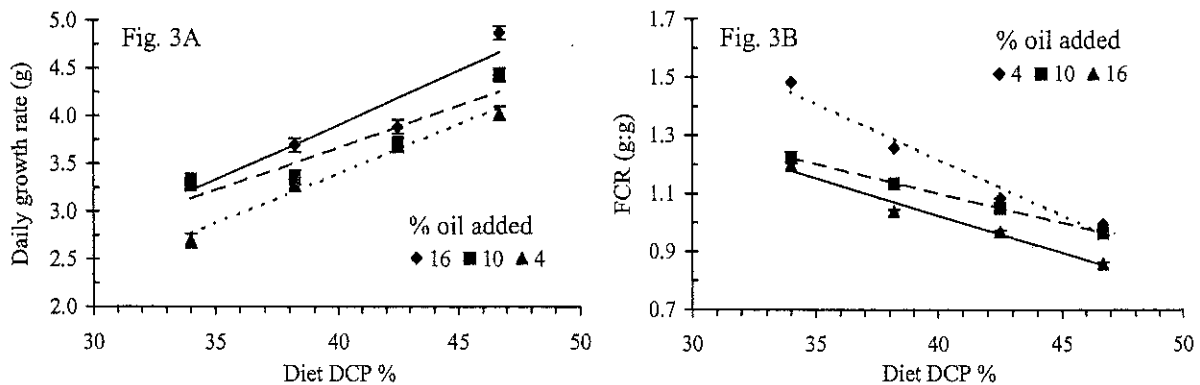 Fig. 3A
Daily growth rate (g)
5.0
4.5
4.0
3.5
3.0
2.5
2.0
% oil added
16 10 4
30 35 40 45 50
Diet DCP %
Fig. 3B
FCR (g:g)
1.7
1.5
1.3
1.1
0.9
0.7
% oil added
4 10 16
30 35 40 45 50
Diet DCP %